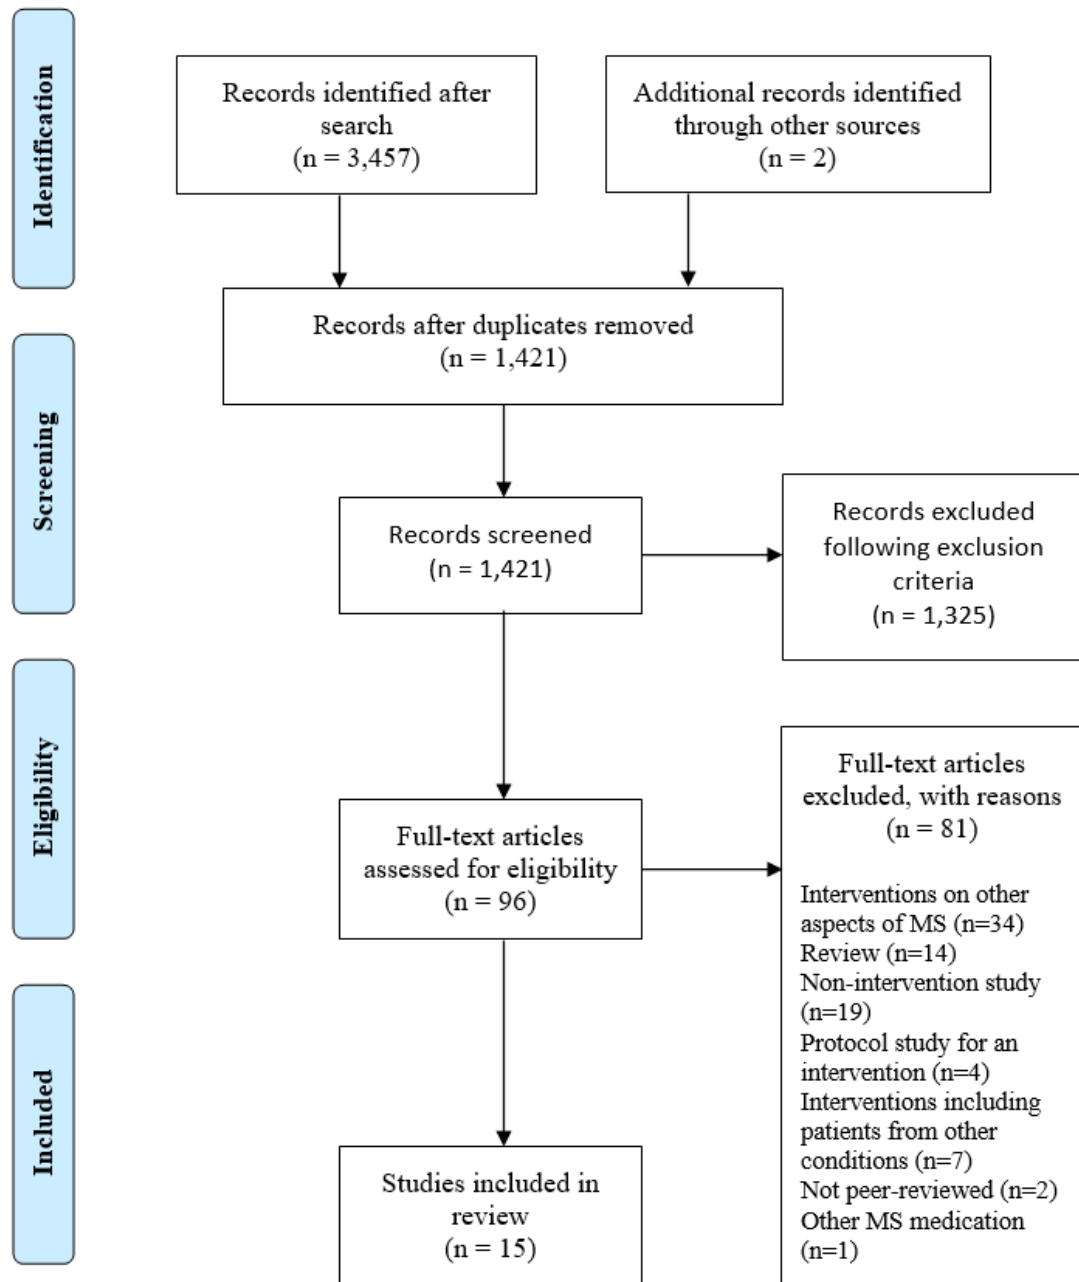 Identification
Records identified after
search
(n = 3,457)
Additional records identified
through other sources
(n = 2)
Records after duplicates removed
(n = 1,421)
Screening
Records screened
(n = 1,421)
Records excluded
following exclusion
criteria
(n = 1,325)
Eligibility
Full-text articles
assessed for eligibility
(n = 96)
Full-text articles
excluded, with reasons
(n = 81)
Interventions on other
aspects of MS (n=34)
Review (n=14)
Non-intervention study
(n=19)
Protocol study for an
intervention (n=4)
Interventions including
patients from other
conditions (n=7)
Not peer-reviewed (n=2)
Other MS medication
(n=1)
Included
Studies included in
review
(n = 15)